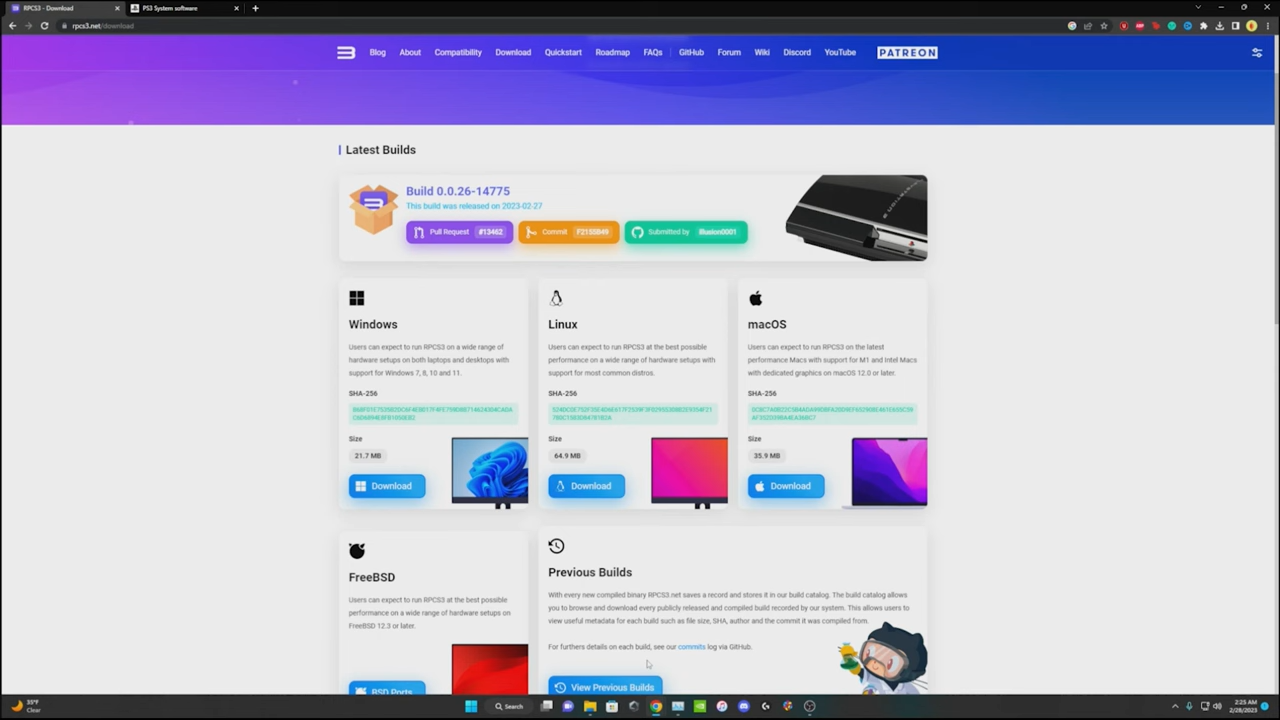 RPCS3 - Download
PS3 System software
rpcs3.net/download
Blog About Compatibility Download Quickstart Roadmap FAQs GitHub Forum Wiki Discord YouTube PATREON
Latest Builds
Build 0.0.26-14775
This build was released on 2023-02-27
Pull Request #13462 Commit F2155B49 Submitted by Illusion0001
Windows
Users can expect to run RPCS3 on a wide range of
hardware setups on both laptops and desktops with
support for Windows 7, 8, 10 and 11.
SHA-256
Size
21.7 MB
Download
Linux
Users can expect to run RPCS3 at the best possible
performance on a wide range of hardware setups with
support for most common distros.
SHA-256
Size
64.9 MB
Download
macOS
Users can expect to run RPCS3 on the latest
performance Macs with support for M1 and Intel Macs
with dedicated graphics on macOS 12.0 or later.
SHA-256
Size
35.9 MB
Download
FreeBSD
Users can expect to run RPCS3 at the best possible
performance on a wide range of hardware setups on
FreeBSD 12.3 or later.
BSD Ports
Previous Builds
With every new compiled binary RPCS3.net saves a record and stores it in our build catalog. The build catalog allows
you to browse and download every publicly released and compiled build recorded by our system. This allows users to
view useful metadata for each build such as file size, SHA, author and the commit it was compiled from.
For furthers details on each build, see our commits log via GitHub.
View Previous Builds
35°F
Clear
Search
2:25 AM
2/28/2023